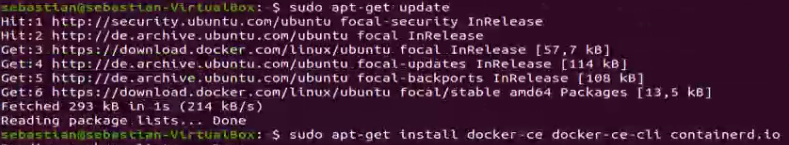 sebastian@sebastian-VirtualBox: $ sudo apt-get update
Hit:1 http://security.ubuntu.com/ubuntu focal-security InRelease
Hit:2 http://de.archive.ubuntu.com/ubuntu focal InRelease
Get:3 https://download.docker.com/linux/ubuntu focal InRelease [57,7 kB]
Get:4 http://de.archive.ubuntu.com/ubuntu focal-updates InRelease [114 kB]
Get:5 http://de.archive.ubuntu.com/ubuntu focal-backports InRelease [108 kB]
Get:6 https://download.docker.com/linux/ubuntu focal/stable amd64 Packages [13,5 kB]
Fetched 293 kB in 1s (214 kB/s)
Reading package lists... Done
sebastian@sebastian-VirtualBox: $ sudo apt-get install docker-ce docker-ce-cli containerd.io